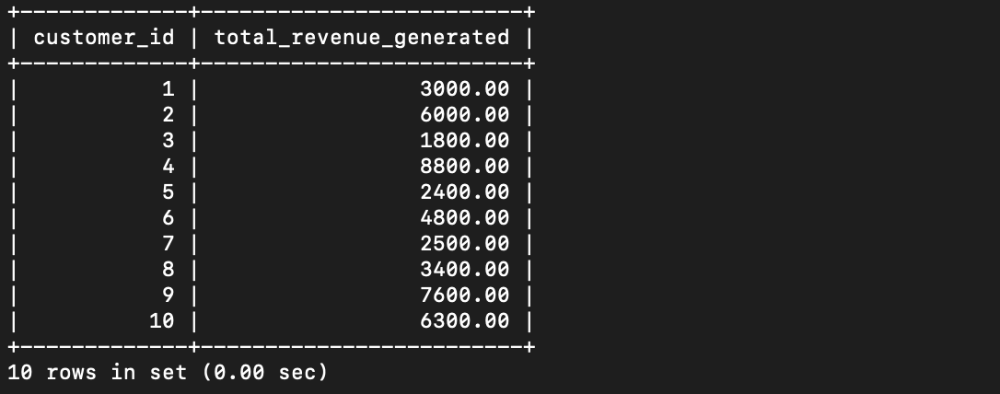 +-------------+-------------------------+
| customer_id | total_revenue_generated |
+-------------+-------------------------+
|           1 |                 3000.00 |
|           2 |                 6000.00 |
|           3 |                 1800.00 |
|           4 |                 8800.00 |
|           5 |                 2400.00 |
|           6 |                 4800.00 |
|           7 |                 2500.00 |
|           8 |                 3400.00 |
|           9 |                 7600.00 |
|          10 |                 6300.00 |
+-------------+-------------------------+
10 rows in set (0.00 sec)